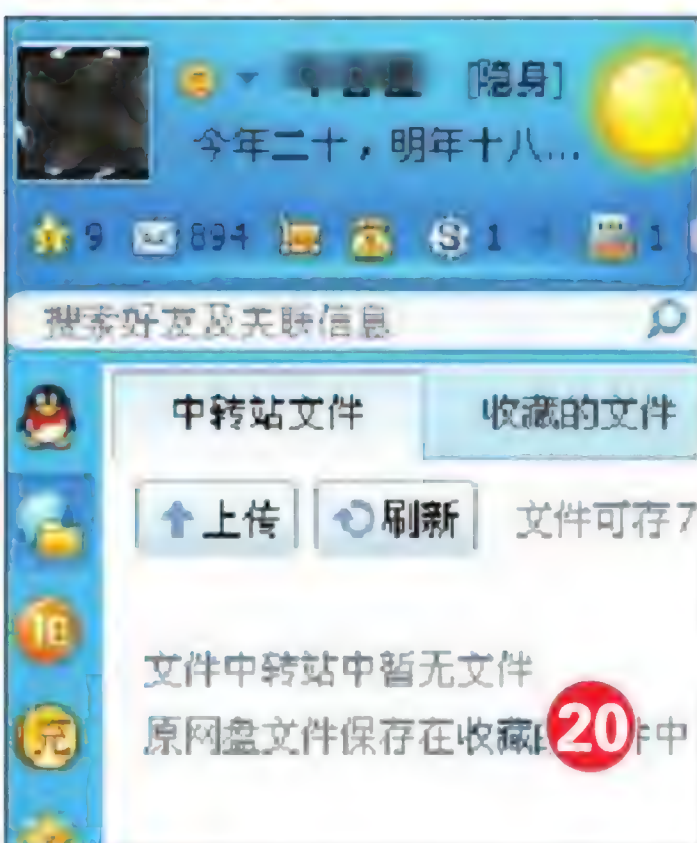 [隐身]
今年二十，明年十八...
9 894 S 1 1
搜索好友及关联信息
中转站文件 收藏的文件
上传 刷新 文件可存7
文件中转站中暂无文件
原网盘文件保存在收藏 20 件中
充